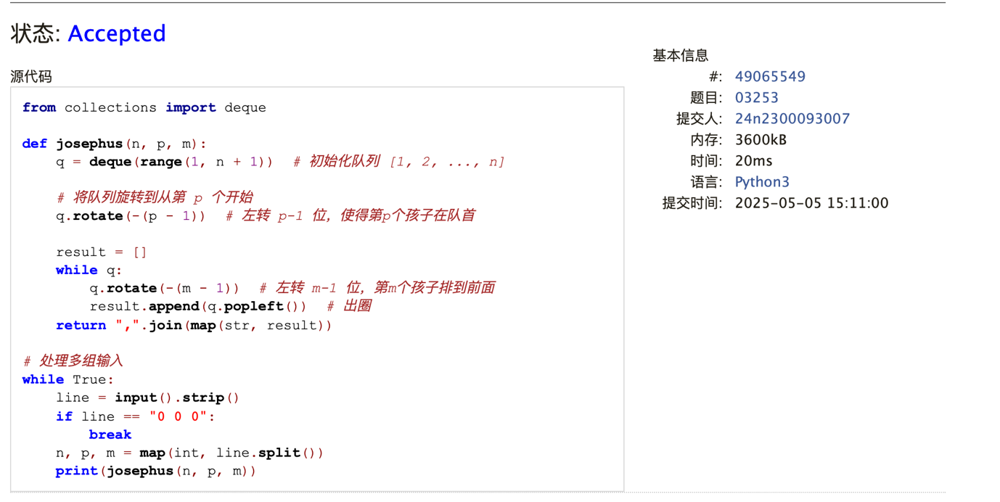 状态: Accepted
源代码
from collections import deque
def josephus(n, p, m):
    q = deque(range(1, n + 1))  # 初始化队列 [1, 2, ..., n]
    # 将队列旋转到从第 p 个开始
    q.rotate(-(p - 1))  # 左转 p-1 位，使得第p个孩子在队首
    result = []
    while q:
        q.rotate(-(m - 1))  # 左转 m-1 位，第m个孩子排到前面
        result.append(q.popleft())  # 出圈
    return ",".join(map(str, result))
# 处理多组输入
while True:
    line = input().strip()
    if line == "0 0 0":
        break
    n, p, m = map(int, line.split())
    print(josephus(n, p, m))
基本信息
#: 49065549
题目: 03253
提交人: 24n2300093007
内存: 3600kB
时间: 20ms
语言: Python3
提交时间: 2025-05-05 15:11:00